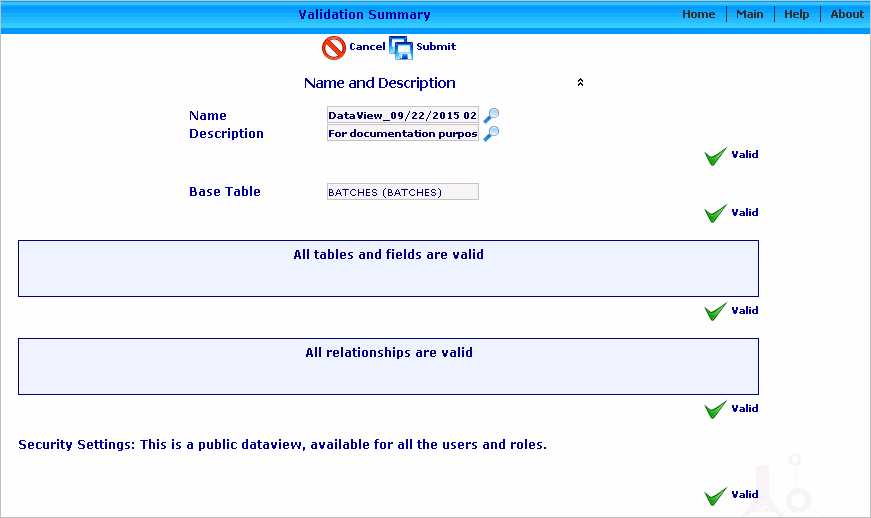 Validation Summary
Home Main Help About
Cancel Submit
Name and Description
Name DataView_09/22/2015 02
Description For documentation purpos
Valid
Base Table BATCHES (BATCHES)
Valid
All tables and fields are valid
Valid
All relationships are valid
Valid
Security Settings: This is a public dataview, available for all the users and roles.
Valid